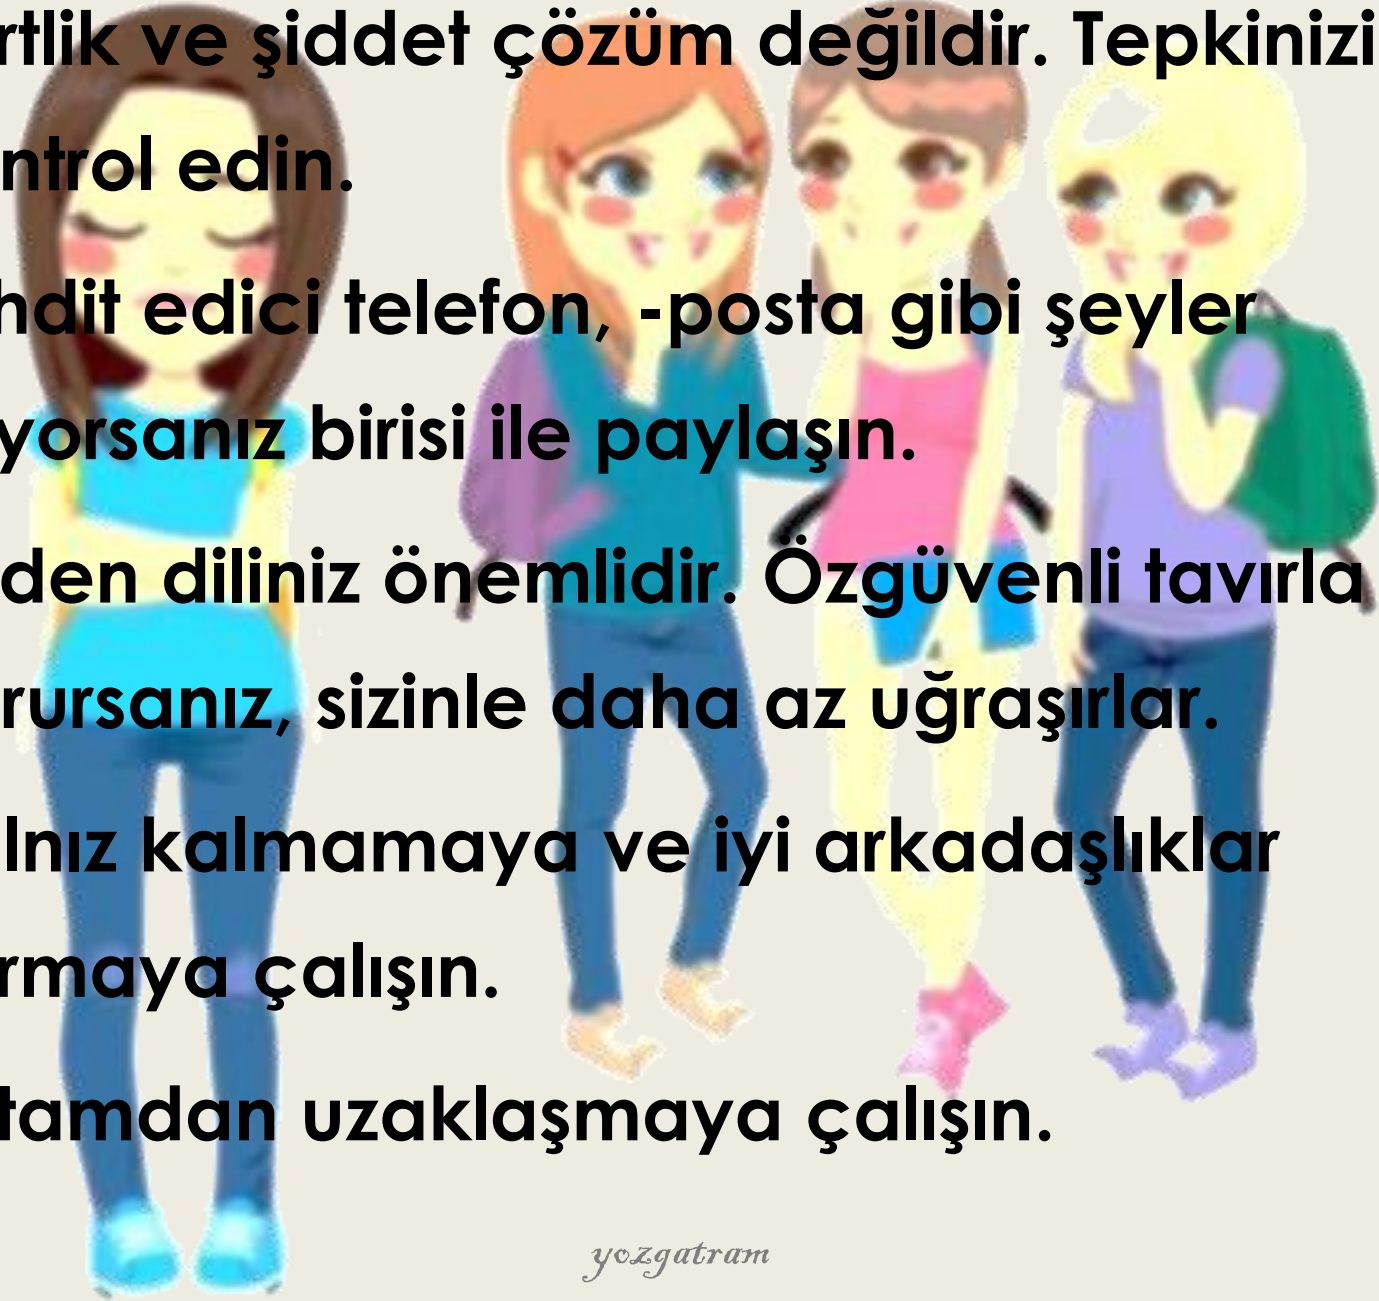 rtlik ve şiddet çözüm değildir. Tepkinizi
ntrol edin.
hdit edici telefon, -posta gibi şeyler
yorsanız birisi ile paylaşın.
den diliniz önemlidir. Özgüvenli tavırla
rursanız, sizinle daha az uğraşırlar.
lnız kalmamaya ve iyi arkadaşlıklar
rmaya çalışın.
tamdan uzaklaşmaya çalışın.
yozgatram